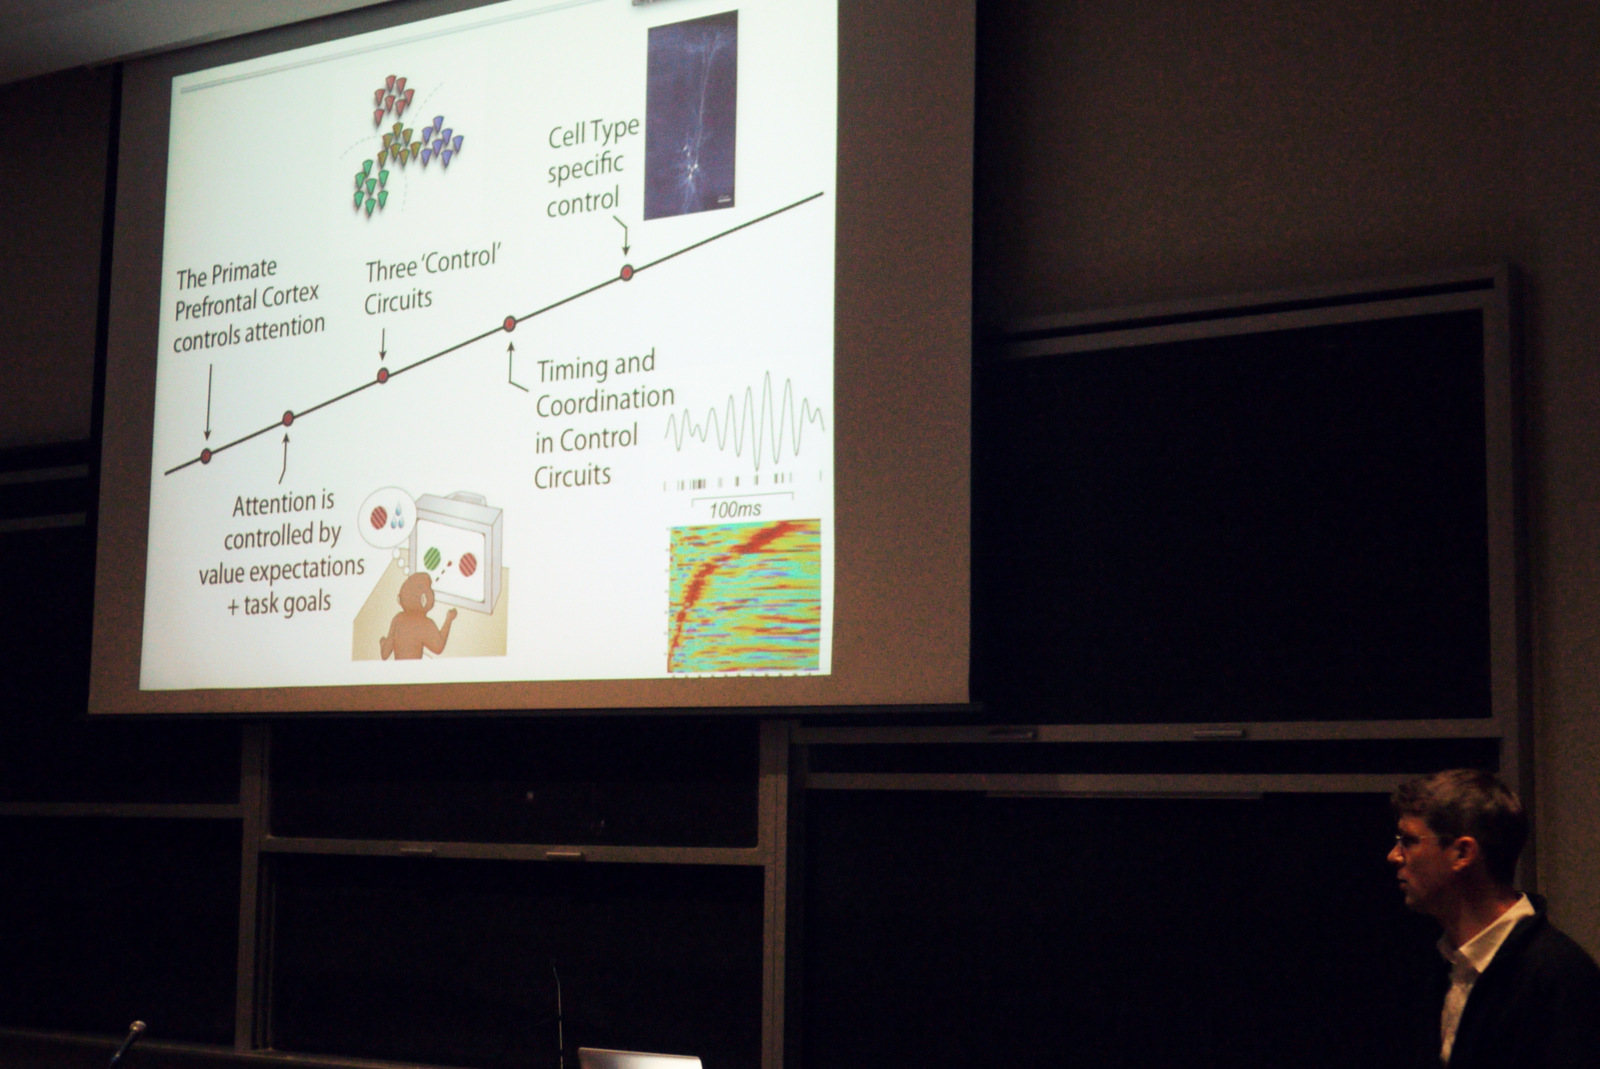 The Primate
Prefrontal Cortex
controls attention
Attention is
controlled by
value expectations
+ task goals
Three 'Control'
Circuits
Timing and
Coordination
in Control
Circuits
100ms
Cell Type
specific
control